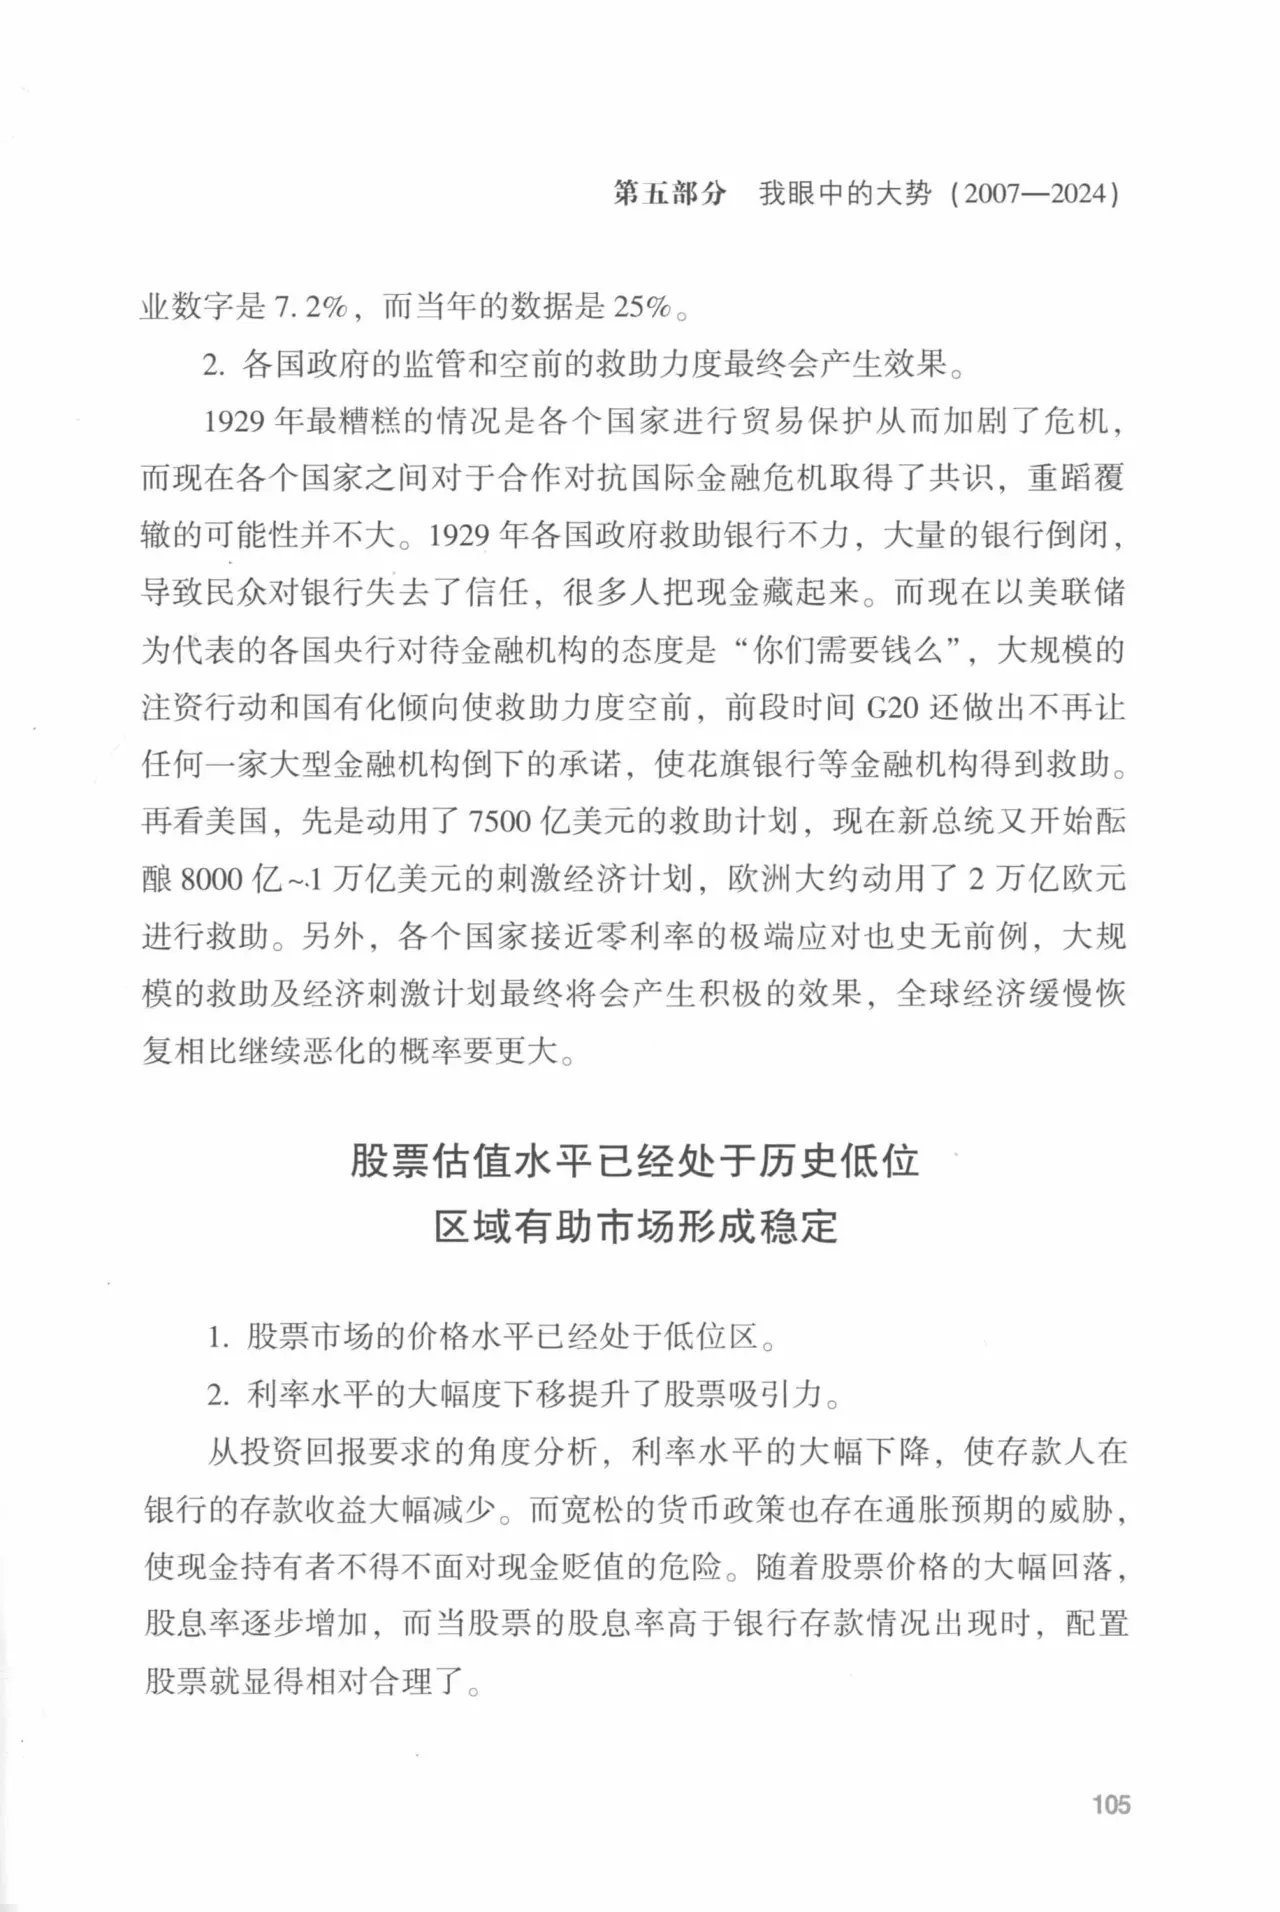 第五部分 我眼中的大势（2007—2024）
业数字是 7.2%，而当年的数据是 25%。
2. 各国政府的监管和空前的救助力度最终会产生效果。
1929 年最糟糕的情况是各个国家进行贸易保护从而加剧了危机，
而现在各个国家之间对于合作对抗国际金融危机取得了共识，重蹈覆
辙的可能性并不大。1929 年各国政府救助银行不力，大量的银行倒闭，
导致民众对银行失去了信任，很多人把现金藏起来。而现在以美联储
为代表的各国央行对待金融机构的态度是“你们需要钱么”，大规模的
注资行动和国有化倾向使救助力度空前，前段时间 G20 还做出不再让
任何一家大型金融机构倒下的承诺，使花旗银行等金融机构得到救助。
再看美国，先是动用了 7500 亿美元的救助计划，现在新总统又开始酝
酿 8000 亿~1 万亿美元的刺激经济计划，欧洲大约动用了 2 万亿欧元
进行救助。另外，各个国家接近零利率的极端应对也史无前例，大规
模的救助及经济刺激计划最终将会产生积极的效果，全球经济缓慢恢
复相比继续恶化的概率要更大。
股票估值水平已经处于历史低位
区域有助市场形成稳定
1. 股票市场的价格水平已经处于低位区。
2. 利率水平的大幅度下移提升了股票吸引力。
从投资回报要求的角度分析，利率水平的大幅下降，使存款人在
银行的存款收益大幅减少。而宽松的货币政策也存在通胀预期的威胁，
使现金持有者不得不面对现金贬值的危险。随着股票价格的大幅回落，
股息率逐步增加，而当股票的股息率高于银行存款情况出现时，配置
股票就显得相对合理了。
105